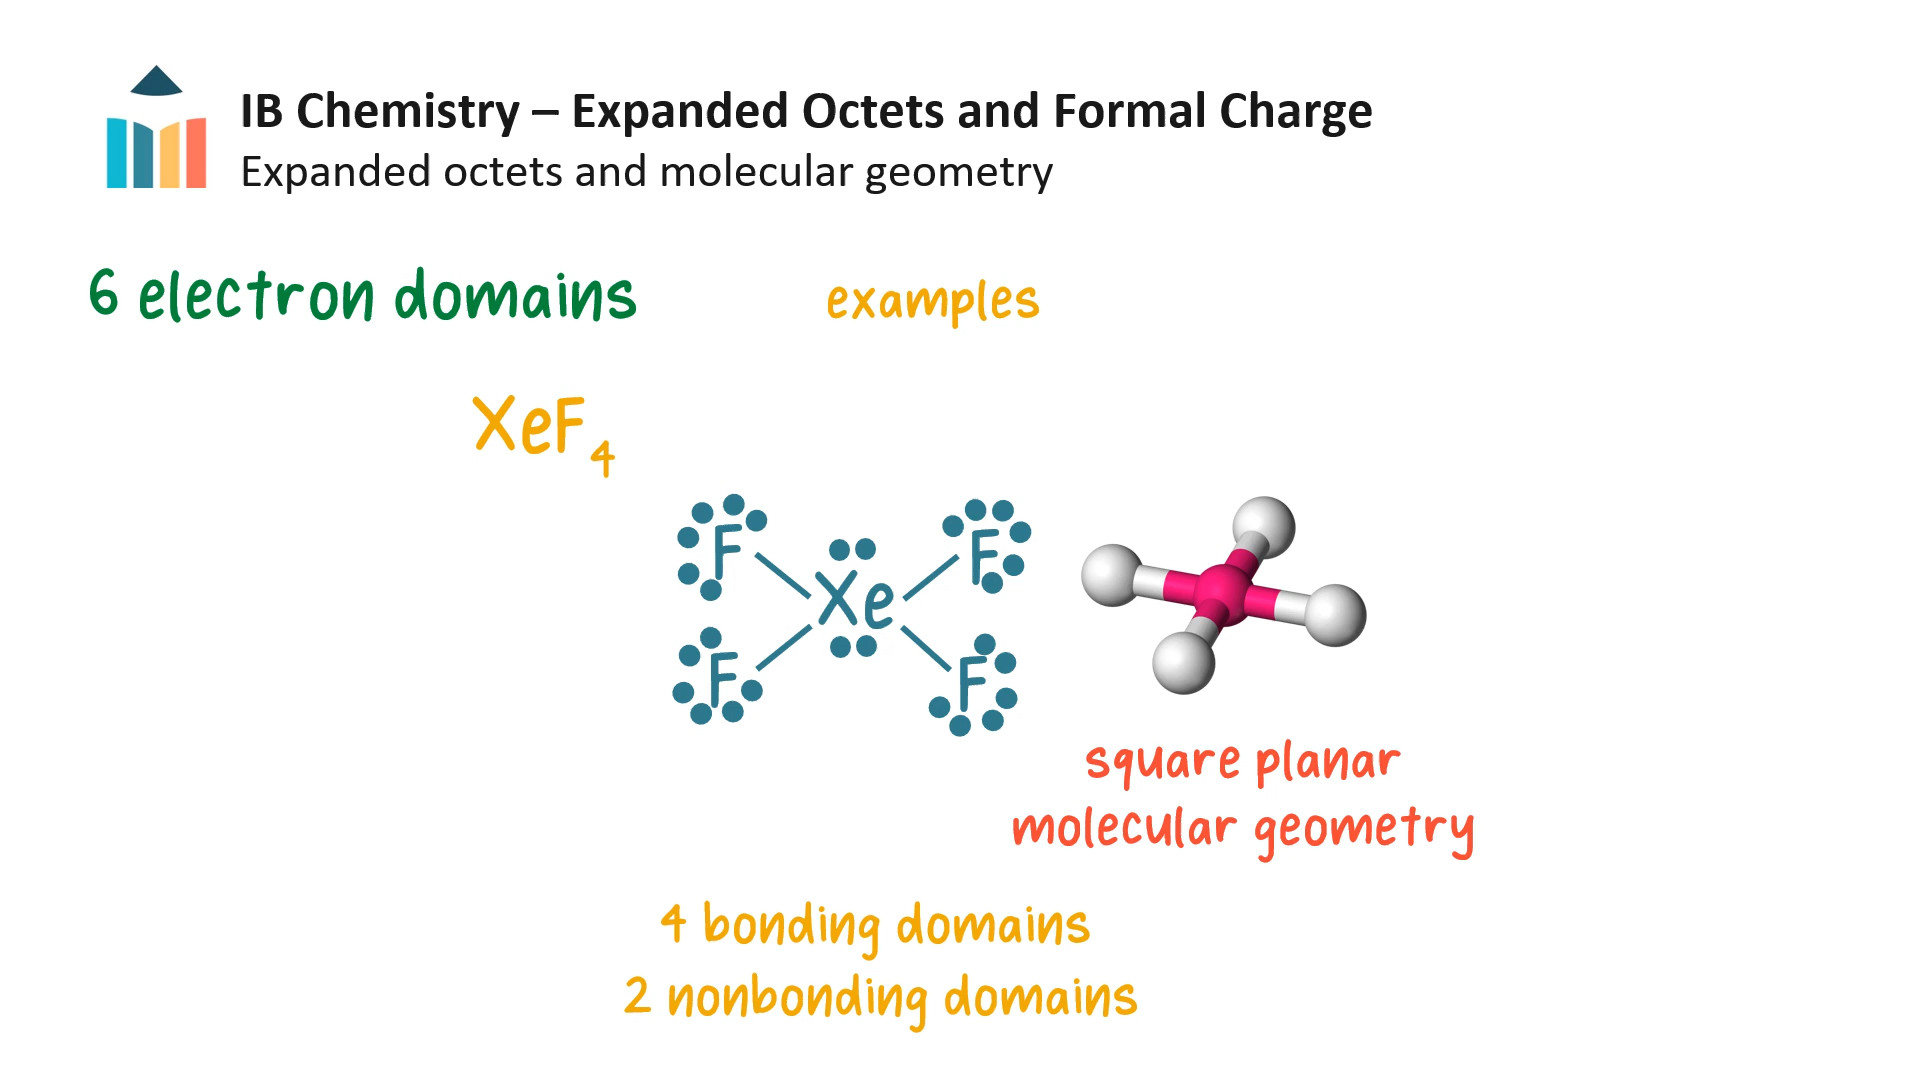 IB Chemistry – Expanded Octets and Formal Charge
Expanded octets and molecular geometry
6 electron domains
examples
XeF₄
F F
Xe
F F
square planar
molecular geometry
4 bonding domains
2 nonbonding domains